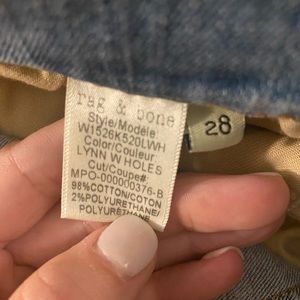 rag & bone
Style/Modèle:
W1526K520LWH
Color/Couleur:
LYNN W HOLES
Cut/Coupe#:
MPO-000000376-B
98%COTTON/COTON
2%POLYURETHANE/
POLYURETHANE
28